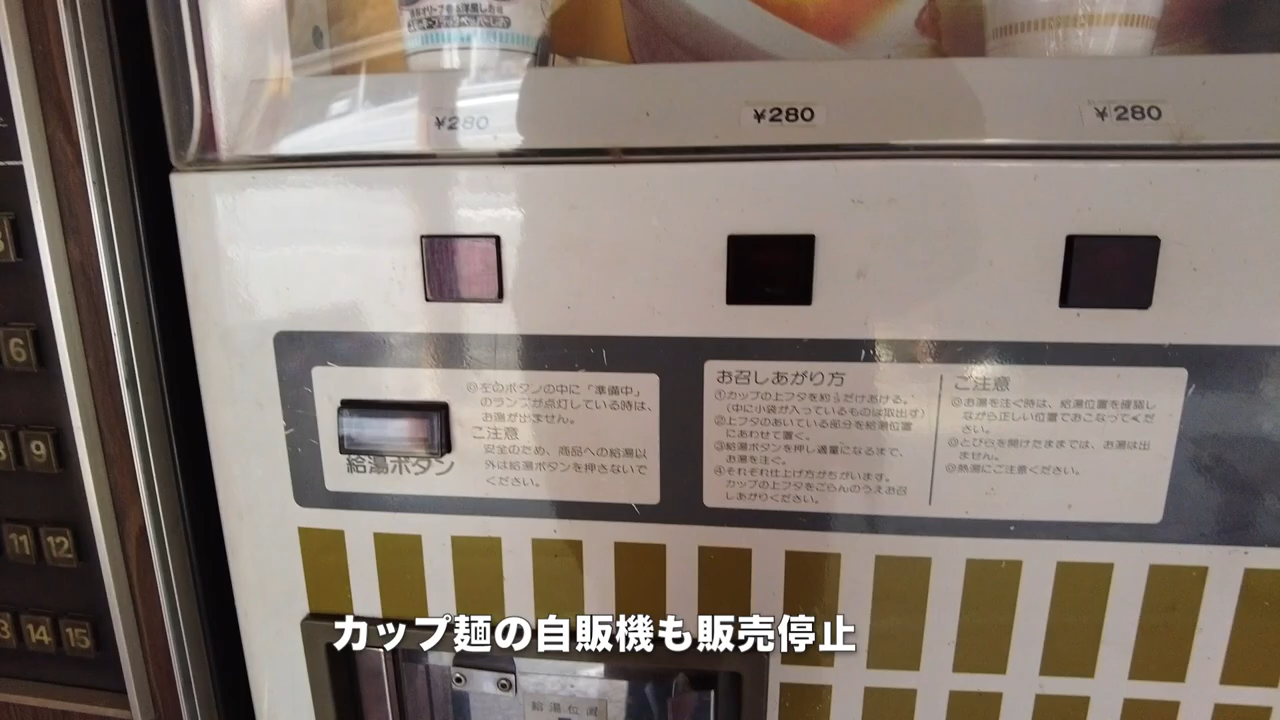 ¥280
¥280
¥280
◎左のボタンの中に「準備中」
のランプが点灯している時は、
お湯が出ません。
ご注意
安全のため、商品への給湯以
外は給湯ボタンを押さないで
ください。
給湯ボタン
お召しあがり方
①カップの上フタを約⅓だけあける。
(中に小袋が入っているものは取出す)
②上フタのあいている部分を給湯位置
にあわせて置く。
③給湯ボタンを押し適量になるまで、
お湯を注ぐ。
④それぞれ仕上げ方がちがいます。
カップの上フタをごらんのうえお召
しあがりください。
ご注意
◎お湯を注ぐ時は、給湯位置を確認し
ながら正しい位置でおこなってくだ
さい。
◎とびらを開けたままでは、お湯は出
ません。
◎熱湯にご注意ください。
6
9
11 12
14 15
カップ麺の自販機も販売停止
給湯位置